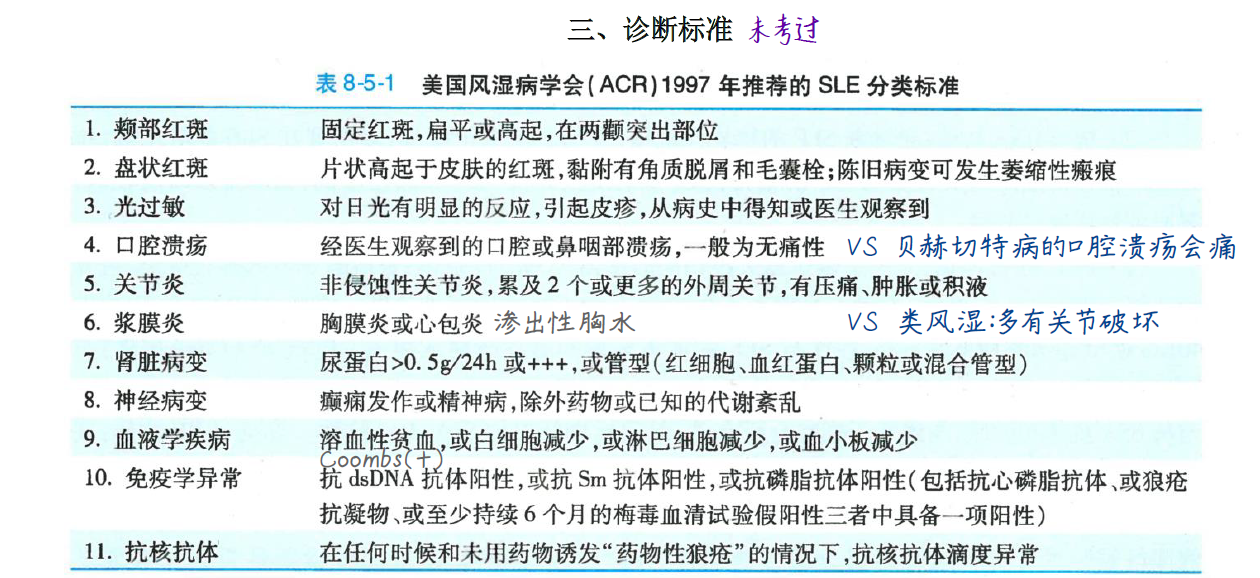 三、诊断标准 未考过
表 8-5-1 美国风湿病学会(ACR)1997 年推荐的 SLE 分类标准
1. 颊部红斑 固定红斑,扁平或高起,在两颧突出部位
2. 盘状红斑 片状高起于皮肤的红斑,黏附有角质脱屑和毛囊栓;陈旧病变可发生萎缩性瘢痕
3. 光过敏 对日光有明显的反应,引起皮疹,从病史中得知或医生观察到
4. 口腔溃疡 经医生观察到的口腔或鼻咽部溃疡,一般为无痛性 VS 贝赫切特病的口腔溃疡会痛
5. 关节炎 非侵蚀性关节炎,累及 2 个或更多的外周关节,有压痛、肿胀或积液
6. 浆膜炎 胸膜炎或心包炎 渗出性胸水 VS 类风湿:多有关节破坏
7. 肾脏病变 尿蛋白>0.5g/24h 或+++,或管型(红细胞、血红蛋白、颗粒或混合管型)
8. 神经病变 癫痫发作或精神病,除外药物或已知的代谢紊乱
9. 血液学疾病 溶血性贫血,或白细胞减少,或淋巴细胞减少,或血小板减少
Coombs(+)
10. 免疫学异常 抗 dsDNA 抗体阳性,或抗 Sm 抗体阳性,或抗磷脂抗体阳性(包括抗心磷脂抗体、或狼疮
抗凝物、或至少持续 6 个月的梅毒血清试验假阳性三者中具备一项阳性)
11. 抗核抗体 在任何时候和未用药物诱发“药物性狼疮”的情况下,抗核抗体滴度异常